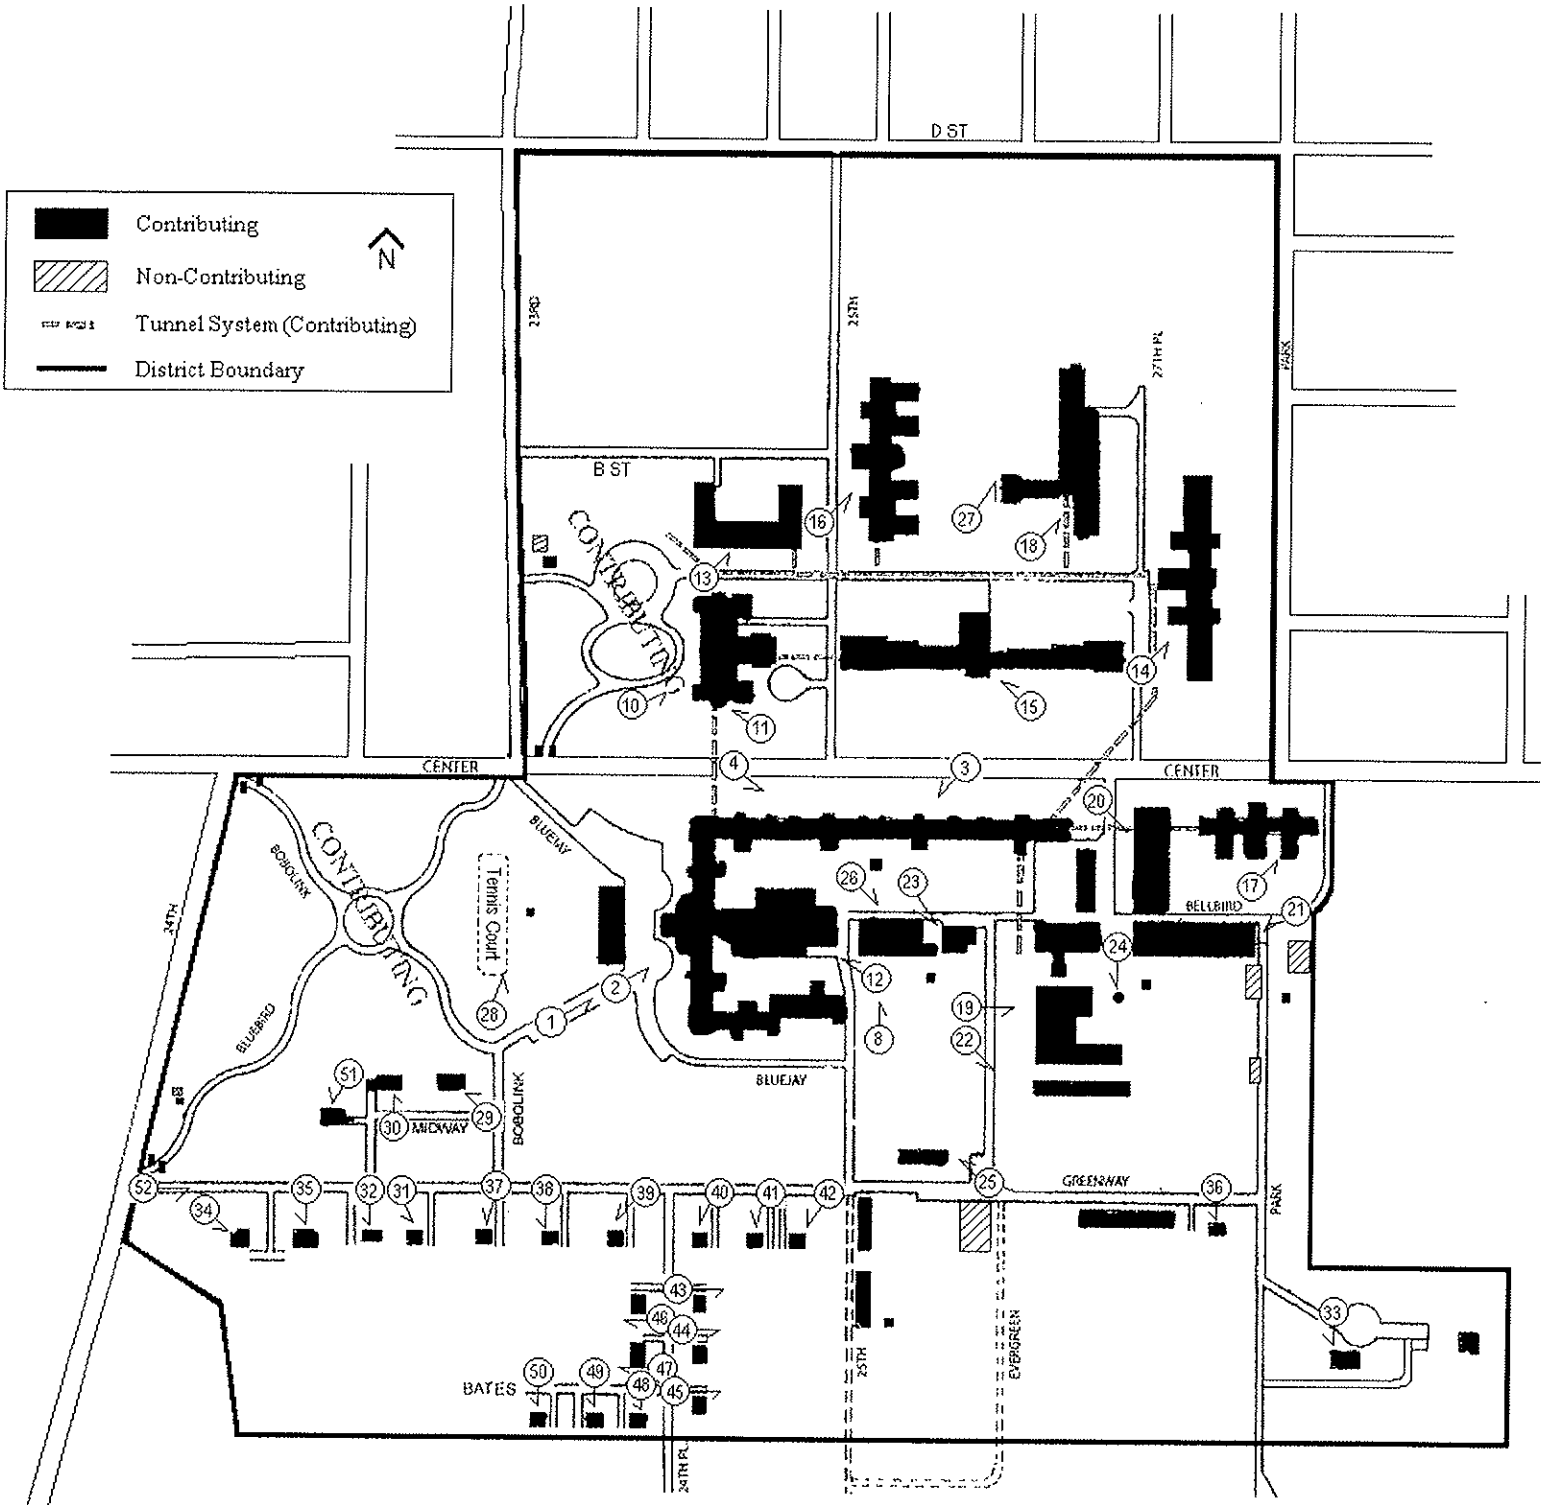 D ST
Contributing
N
Non-Contributing
Tunnel System (Contributing)
District Boundary
23RD
25TH
27TH PL
PARK
B ST
CONTRIBUTING
16
27
18
13
14
10
15
11
CENTER
4
3
CENTER
20
BLUEJAY
BOBOLINK
CONTRIBUTING
Tennis Court
24TH
26
23
17
BELLBIRD
21
24
12
2
28
1
19
8
22
BLUEBIRD
BLUEJAY
51
29
30
MIDWAY
BOBOLINK
52
34
35
32
31
37
38
39
40
41
42
25
GREENWAY
36
PARK
43
46
44
33
EVERGREEN
25TH
47
50
49
48
45
BATES
24TH PL